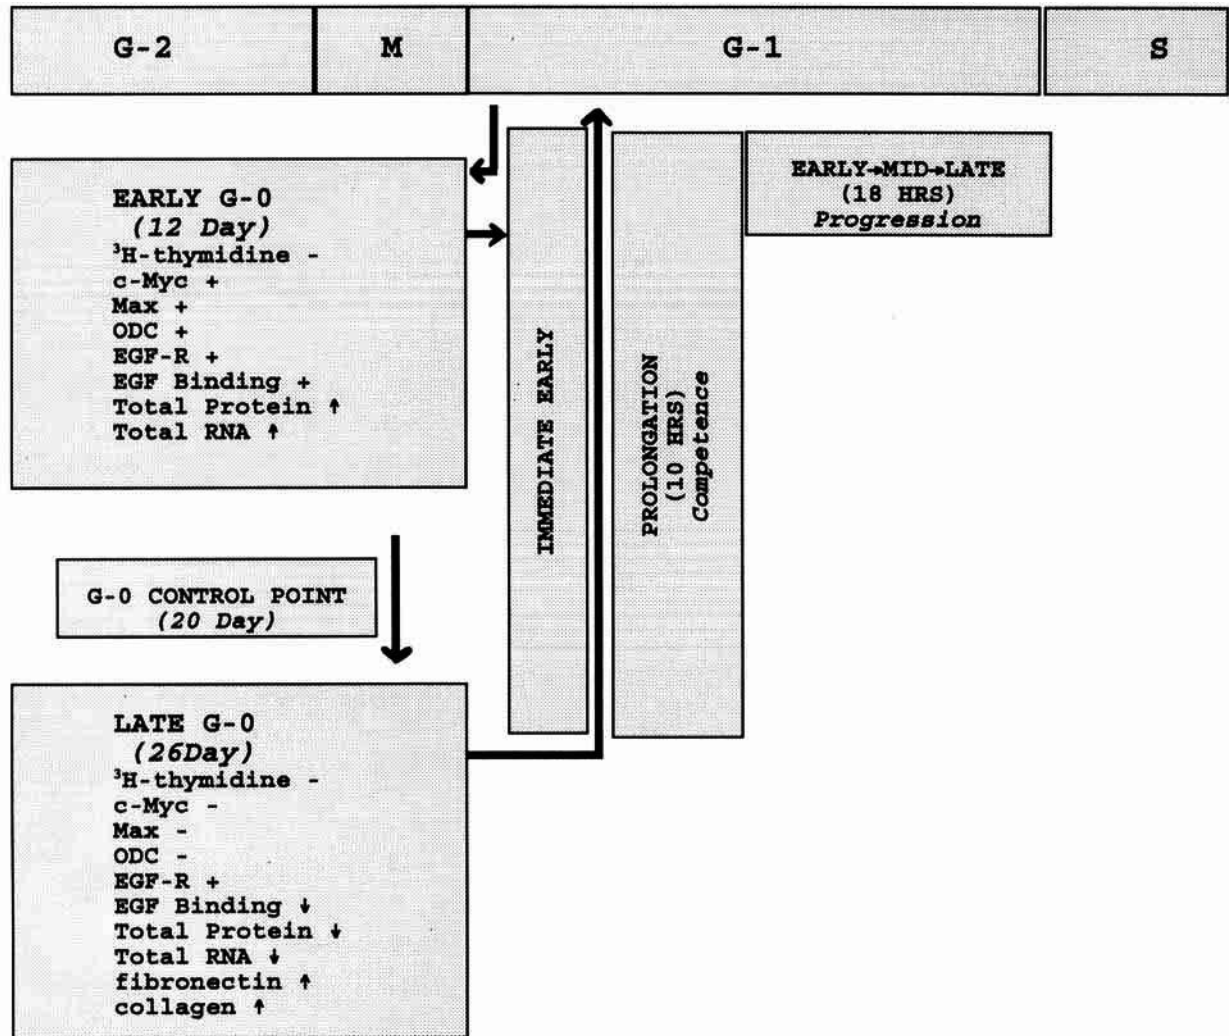 G-2 M G-1 S
EARLY→MID→LATE
(18 HRS)
Progression
EARLY G-0
(12 Day)
³H-thymidine -
c-Myc +
Max +
ODC +
EGF-R +
EGF Binding +
Total Protein ↑
Total RNA ↑
IMMEDIATE EARLY
PROLONGATION
(10 HRS)
Competence
G-0 CONTROL POINT
(20 Day)
LATE G-0
(26Day)
³H-thymidine -
c-Myc -
Max -
ODC -
EGF-R +
EGF Binding ↓
Total Protein ↓
Total RNA ↓
fibronectin ↑
collagen ↑